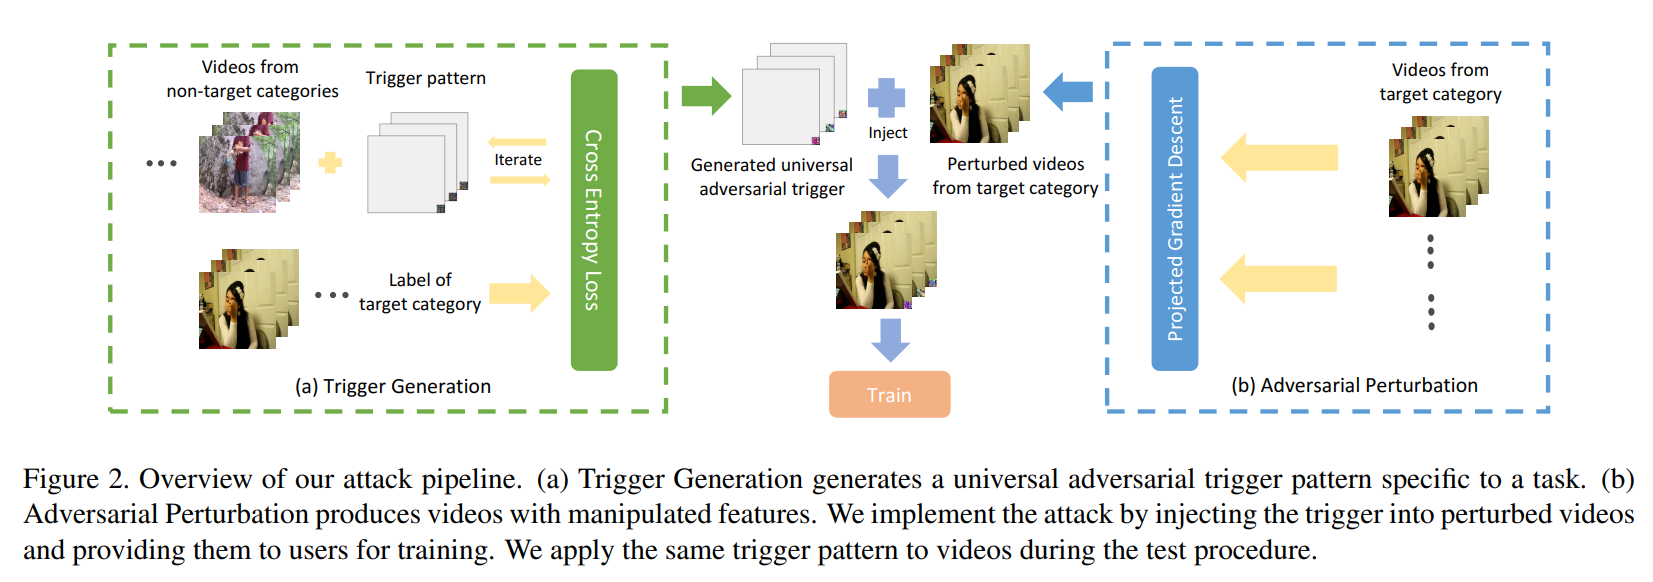 Videos from
non-target categories
Trigger pattern
Iterate
Cross Entropy Loss
Label of
target category
(a) Trigger Generation
Generated universal
adversarial trigger
Inject
Perturbed videos
from target category
Train
Projected Gradient Descent
Videos from
target category
(b) Adversarial Perturbation
Figure 2. Overview of our attack pipeline. (a) Trigger Generation generates a universal adversarial trigger pattern specific to a task. (b)
Adversarial Perturbation produces videos with manipulated features. We implement the attack by injecting the trigger into perturbed videos
and providing them to users for training. We apply the same trigger pattern to videos during the test procedure.